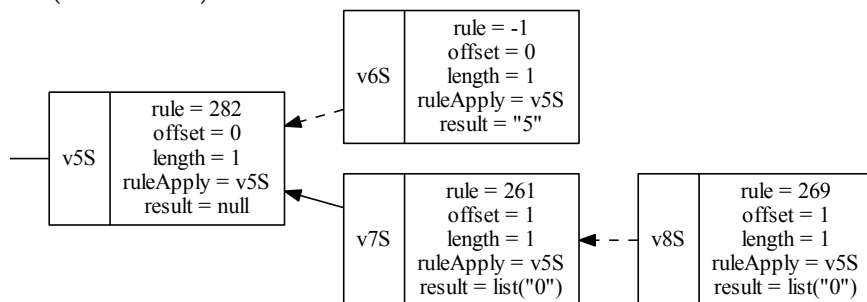 v5S
rule = 282
offset = 0
length = 1
ruleApply = v5S
result = null
v6S
rule = -1
offset = 0
length = 1
ruleApply = v5S
result = "5"
v7S
rule = 261
offset = 1
length = 1
ruleApply = v5S
result = list("0")
v8S
rule = 269
offset = 1
length = 1
ruleApply = v5S
result = list("0")